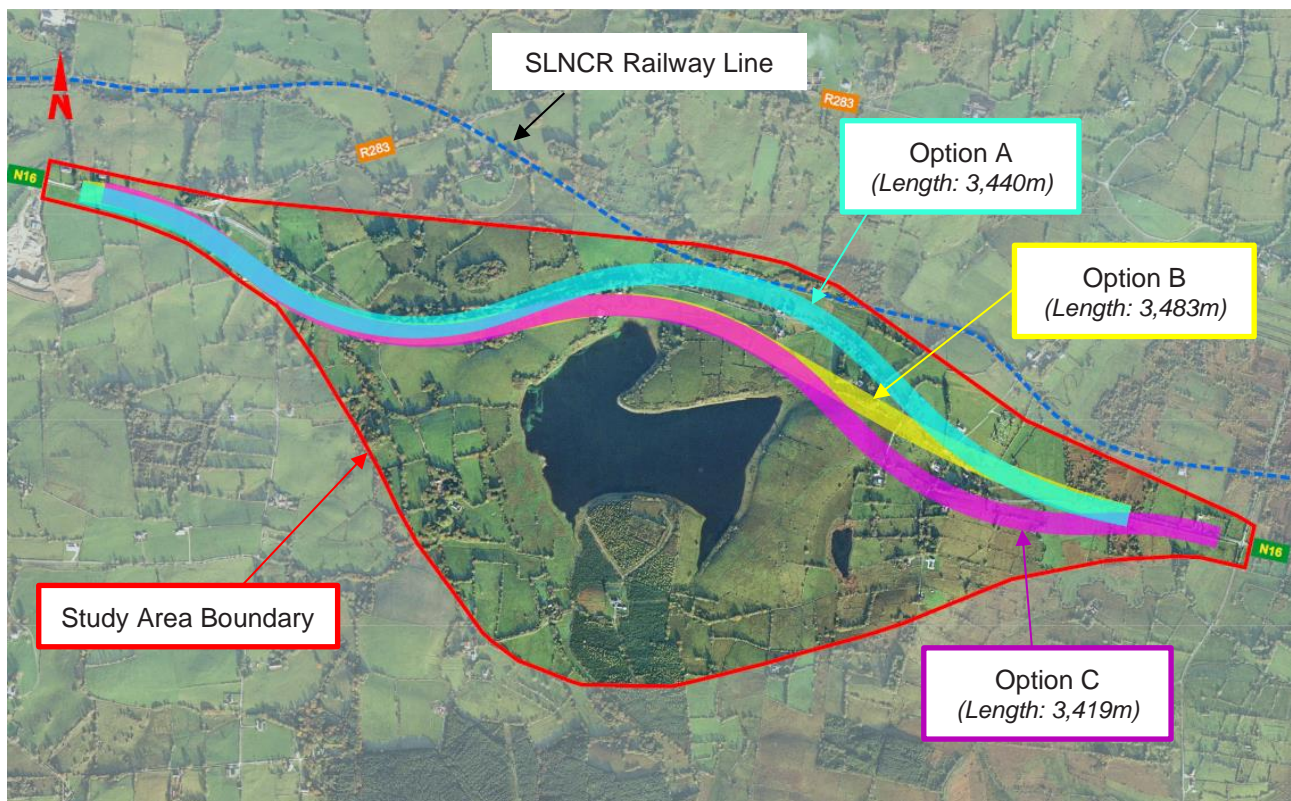 SLNCR Railway Line
R283
R283
Option A
(Length: 3,440m)
N
N16
Option B
(Length: 3,483m)
N16
Study Area Boundary
Option C
(Length: 3,419m)